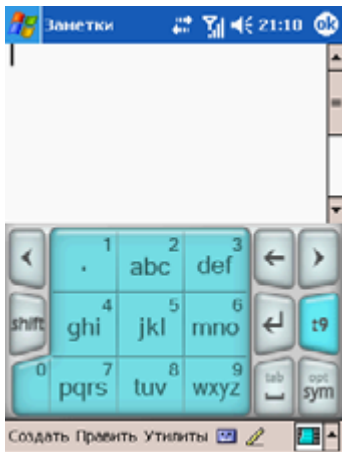 Заметки 21:10 ok
1 2 3
. abc def
4 5 6
shift ghi jkl mno t9
0 7 8 9 tab opt
pqrs tuv wxyz sym
Создать Править Утилиты